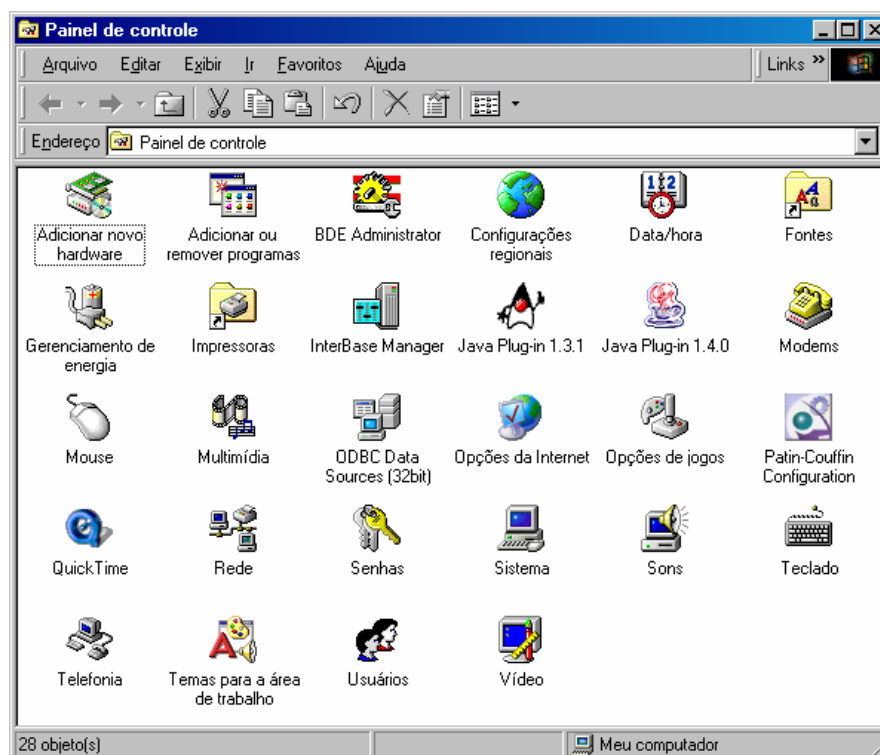 Painel de controle
Arquivo Editar Exibir Ir Favoritos Ajuda Links »
Endereço Painel de controle
Adicionar novo hardware
Adicionar ou remover programas
BDE Administrator
Configurações regionais
Data/hora
Fontes
Gerenciamento de energia
Impressoras
InterBase Manager
Java Plug-in 1.3.1
Java Plug-in 1.4.0
Modems
Mouse
Multimídia
ODBC Data Sources (32bit)
Opções da Internet
Opções de jogos
Patin-Couffin Configuration
QuickTime
Rede
Senhas
Sistema
Sons
Teclado
Telefonia
Temas para a área de trabalho
Usuários
Vídeo
28 objeto(s) Meu computador